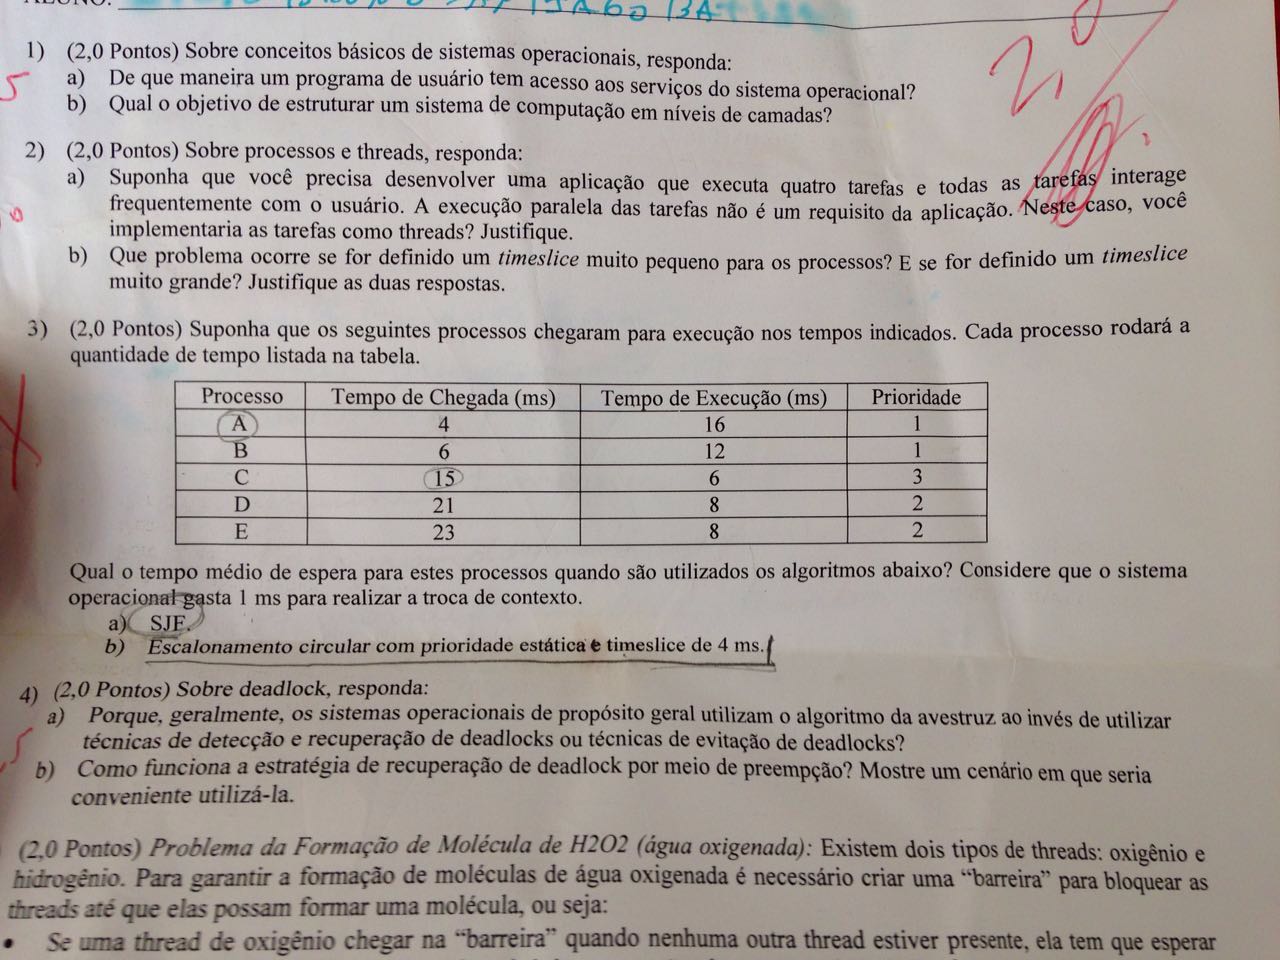 ALUNO:
1) (2,0 Pontos) Sobre conceitos básicos de sistemas operacionais, responda:
a) De que maneira um programa de usuário tem acesso aos serviços do sistema operacional?
b) Qual o objetivo de estruturar um sistema de computação em níveis de camadas?
5
2,0
2) (2,0 Pontos) Sobre processos e threads, responda:
a) Suponha que você precisa desenvolver uma aplicação que executa quatro tarefas e todas as tarefas interage
frequentemente com o usuário. A execução paralela das tarefas não é um requisito da aplicação. Neste caso, você
implementaria as tarefas como threads? Justifique.
b) Que problema ocorre se for definido um timeslice muito pequeno para os processos? E se for definido um timeslice
muito grande? Justifique as duas respostas.
3) (2,0 Pontos) Suponha que os seguintes processos chegaram para execução nos tempos indicados. Cada processo rodará a
quantidade de tempo listada na tabela.
Processo Tempo de Chegada (ms) Tempo de Execução (ms) Prioridade
A 4 16 1
B 6 12 1
C 15 6 3
D 21 8 2
E 23 8 2
Qual o tempo médio de espera para estes processos quando são utilizados os algoritmos abaixo? Considere que o sistema
operacional gasta 1 ms para realizar a troca de contexto.
a) SJF.
b) Escalonamento circular com prioridade estática e timeslice de 4 ms.
4) (2,0 Pontos) Sobre deadlock, responda:
a) Porque, geralmente, os sistemas operacionais de propósito geral utilizam o algoritmo da avestruz ao invés de utilizar
técnicas de detecção e recuperação de deadlocks ou técnicas de evitação de deadlocks?
b) Como funciona a estratégia de recuperação de deadlock por meio de preempção? Mostre um cenário em que seria
conveniente utilizá-la.
,5
(2,0 Pontos) Problema da Formação de Molécula de H2O2 (água oxigenada): Existem dois tipos de threads: oxigênio e
hidrogênio. Para garantir a formação de moléculas de água oxigenada é necessário criar uma “barreira” para bloquear as
threads até que elas possam formar uma molécula, ou seja:
• Se uma thread de oxigênio chegar na “barreira” quando nenhuma outra thread estiver presente, ela tem que esperar